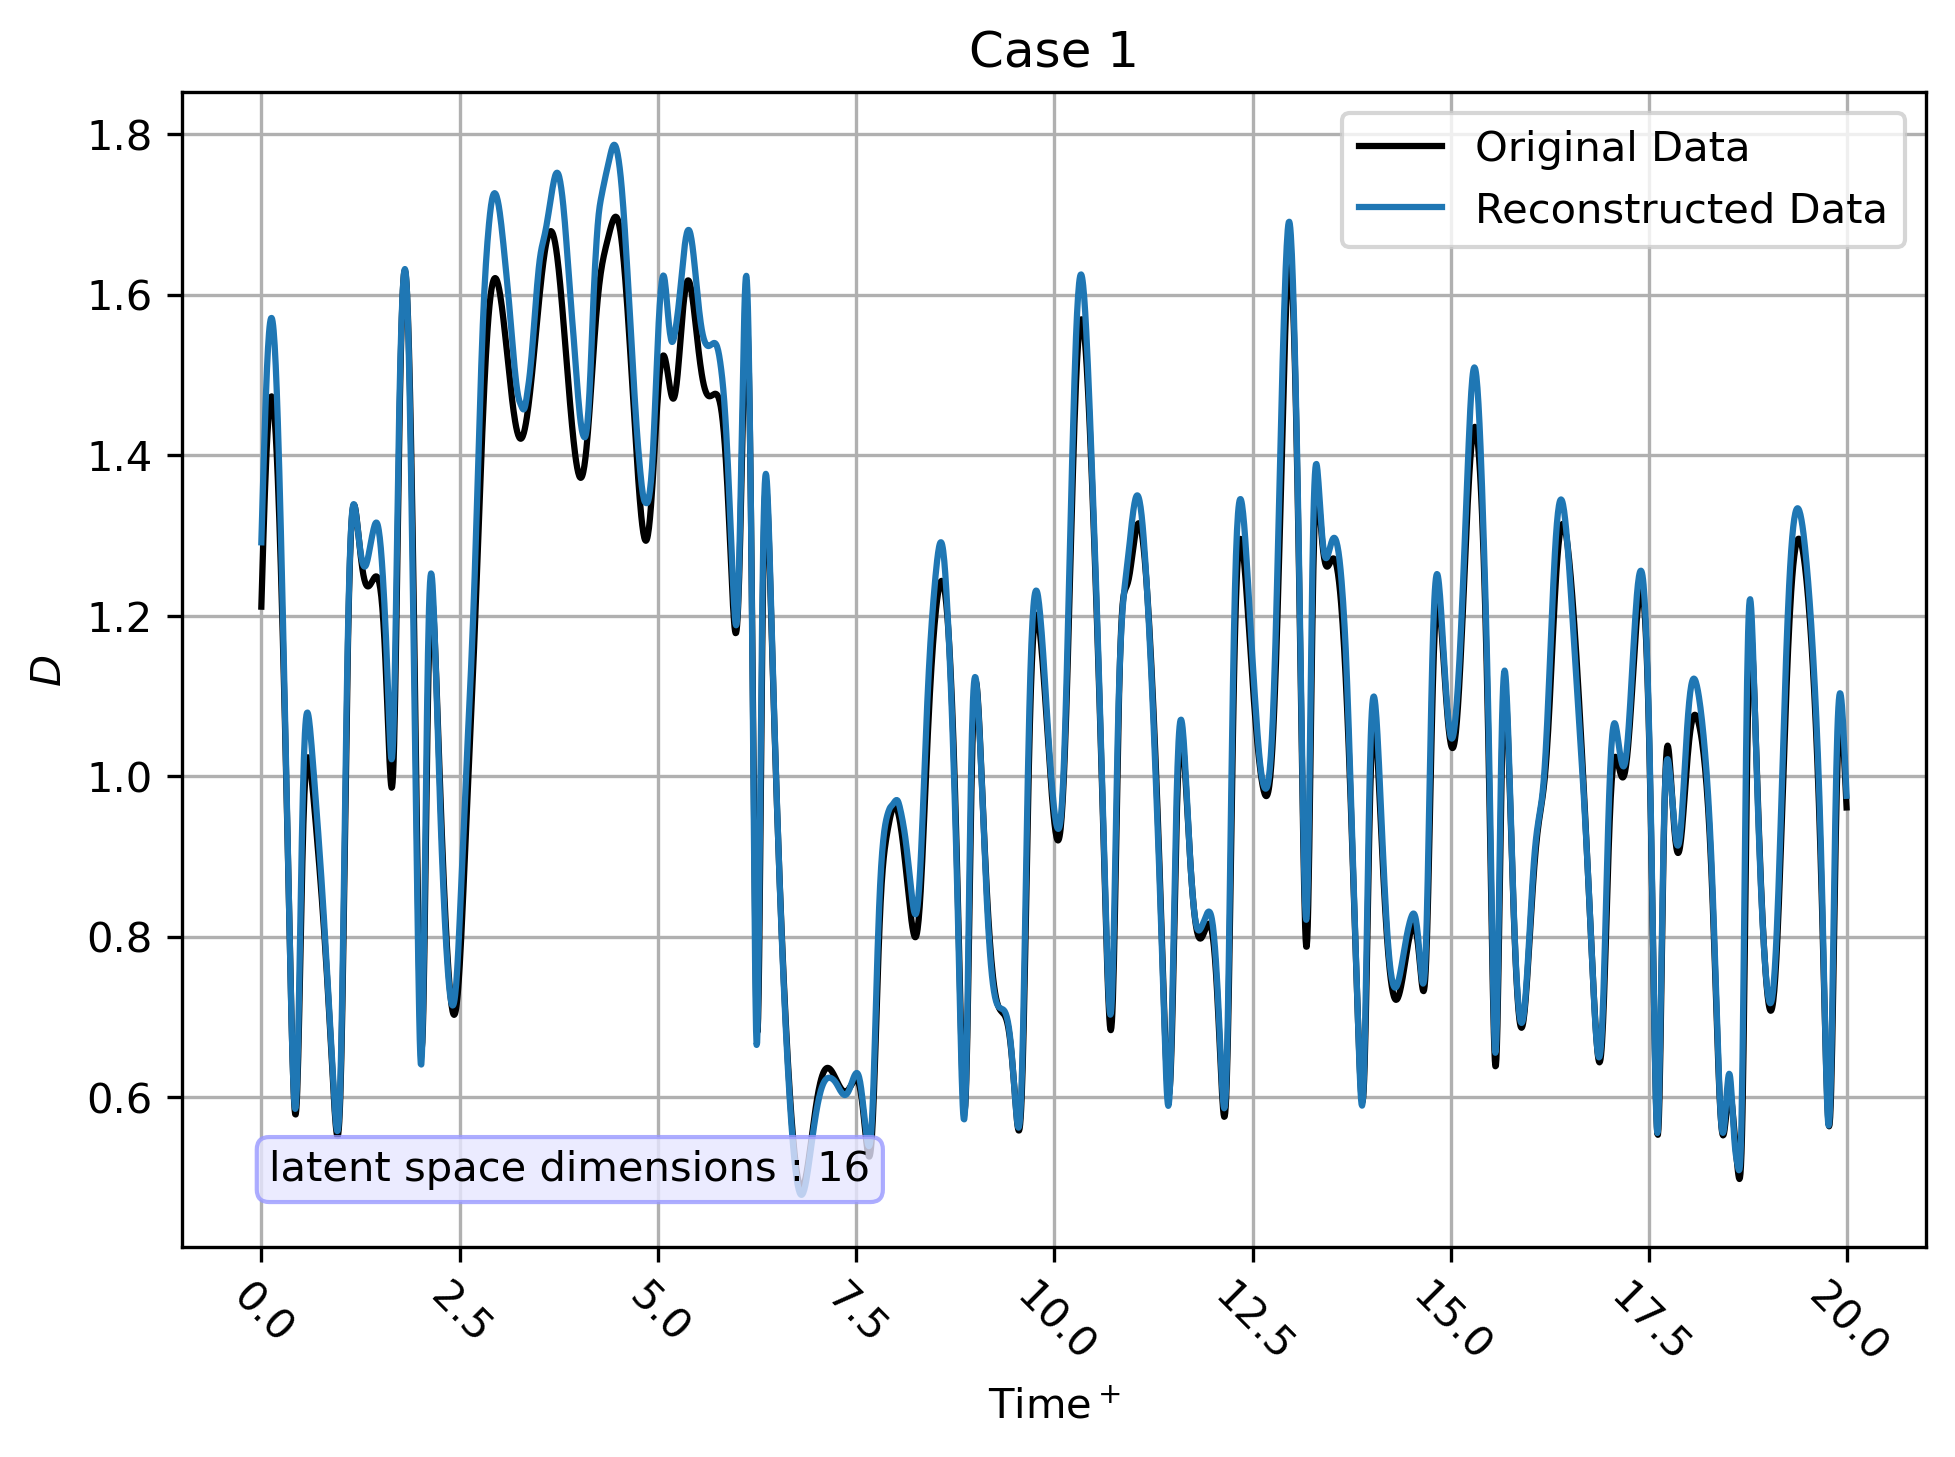 Case 1
Original Data
Reconstructed Data
1.8
1.6
1.4
1.2
1.0
0.8
0.6
D
latent space dimensions : 16
0.0 2.5 5.0 7.5 10.0 12.5 15.0 17.5 20.0
Time⁺